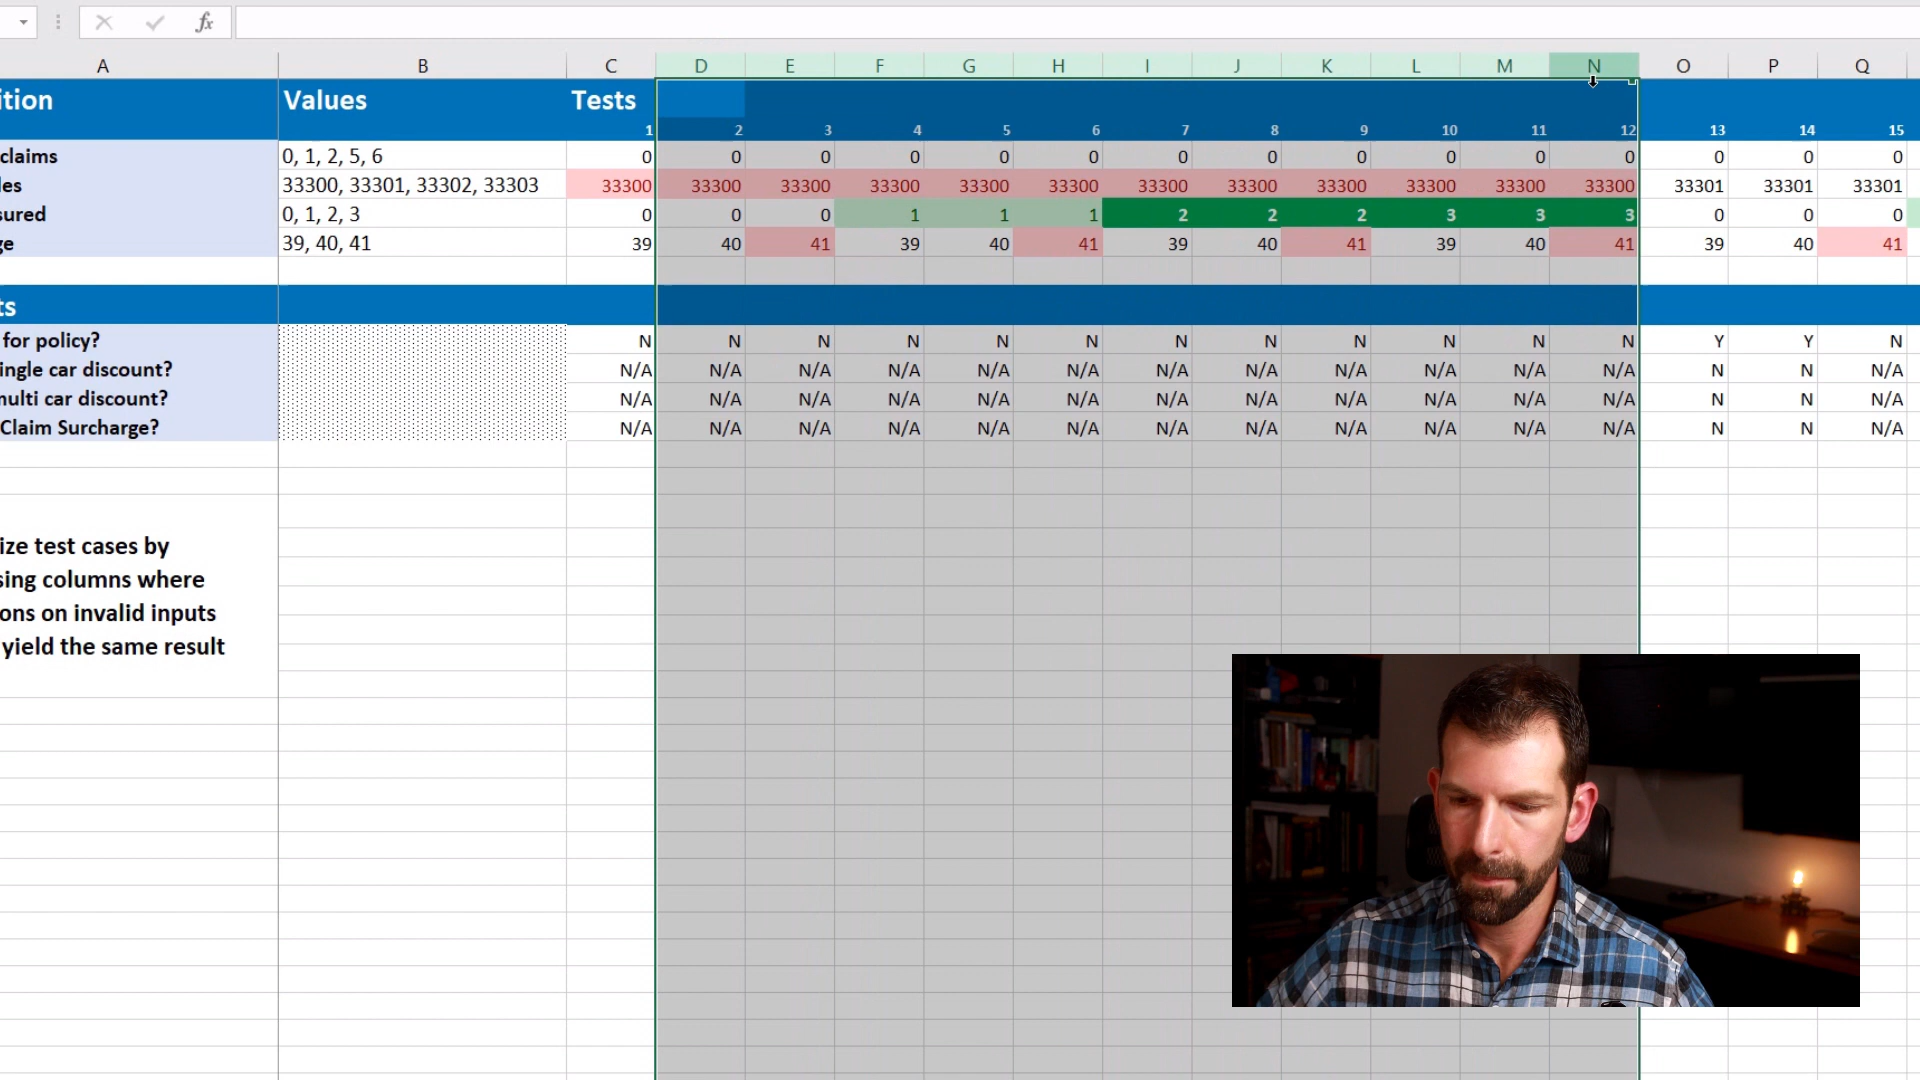 fx
A B C D E F G H I J K L M N O P Q
ition Values Tests
1 2 3 4 5 6 7 8 9 10 11 12 13 14 15
claims 0, 1, 2, 5, 6 0 0 0 0 0 0 0 0 0 0 0 0 0 0 0
les 33300, 33301, 33302, 33303 33300 33300 33300 33300 33300 33300 33300 33300 33300 33300 33300 33300 33301 33301 33301
sured 0, 1, 2, 3 0 0 0 1 1 1 2 2 2 3 3 3 0 0 0
ge 39, 40, 41 39 40 41 39 40 41 39 40 41 39 40 41 39 40 41
ts
for policy? N N N N N N N N N N N N Y Y N
ingle car discount? N/A N/A N/A N/A N/A N/A N/A N/A N/A N/A N/A N/A N N N/A
multi car discount? N/A N/A N/A N/A N/A N/A N/A N/A N/A N/A N/A N/A N N N/A
Claim Surcharge? N/A N/A N/A N/A N/A N/A N/A N/A N/A N/A N/A N/A N N N/A
ize test cases by
sing columns where
ons on invalid inputs
yield the same result